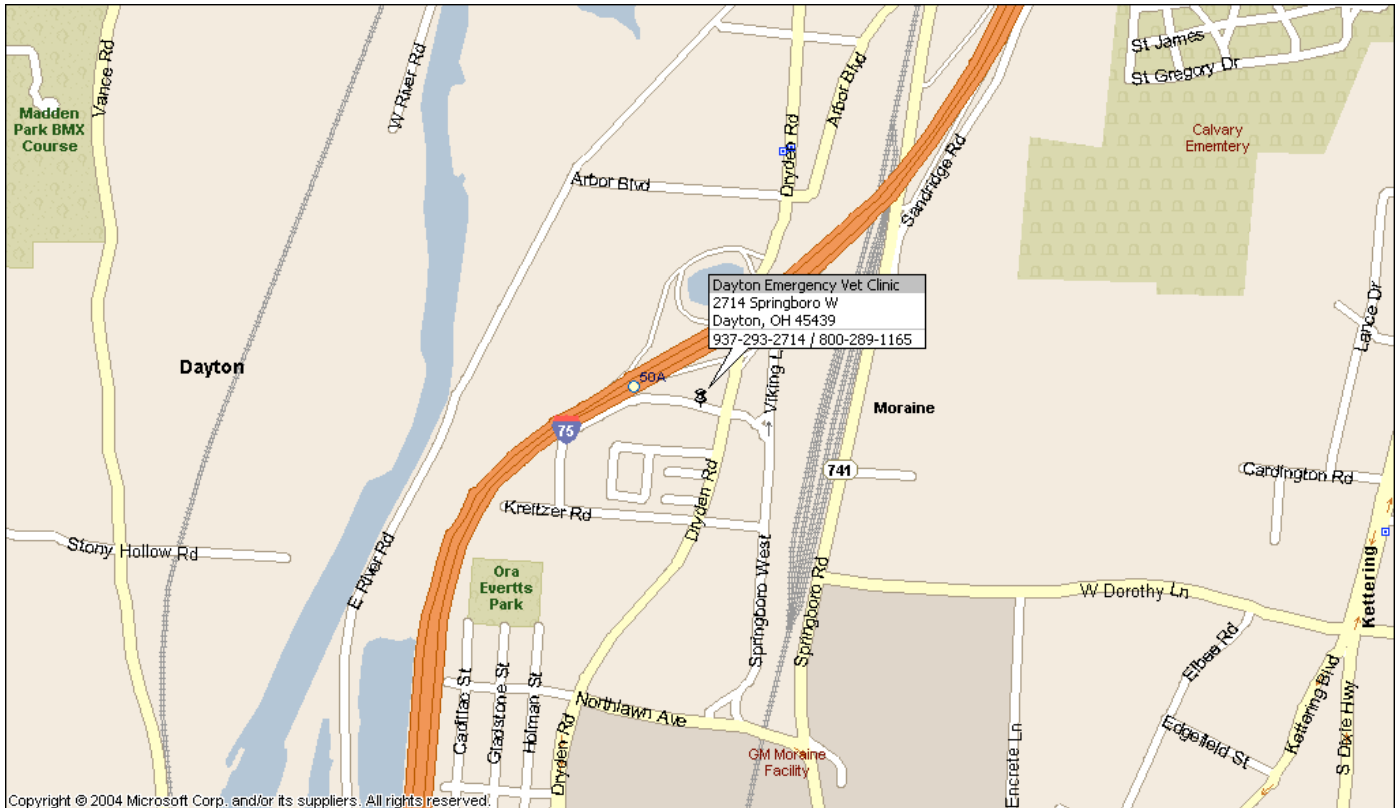 Vance Rd
W River Rd
Madden
Park BMX
Course
Dryden Rd
Arbor Blvd
St James
St Gregory Dr
Calvary
Ememtery
Arbor Blvd
Sandridge Rd
Dayton Emergency Vet Clinic
2714 Springboro W
Dayton, OH 45439
937-293-2714 / 800-289-1165
Lance Dr
Dayton
50A
Viking L
Moraine
75
741
Cardington Rd
Kreitzer Rd
Dryden Rd
Stony Hollow Rd
E River Rd
Ora
Evertts
Park
Springboro West
Springboro Rd
W Dorothy Ln
Kettering
Elbee Rd
Cadillac St
Gladstone St
Holman St
Northlawn Ave
Dryden Rd
GM Moraine
Facility
Encrete Ln
Edgefield St
Kettering Blvd
S Dixie Hwy
Copyright © 2004 Microsoft Corp. and/or its suppliers. All rights reserved.